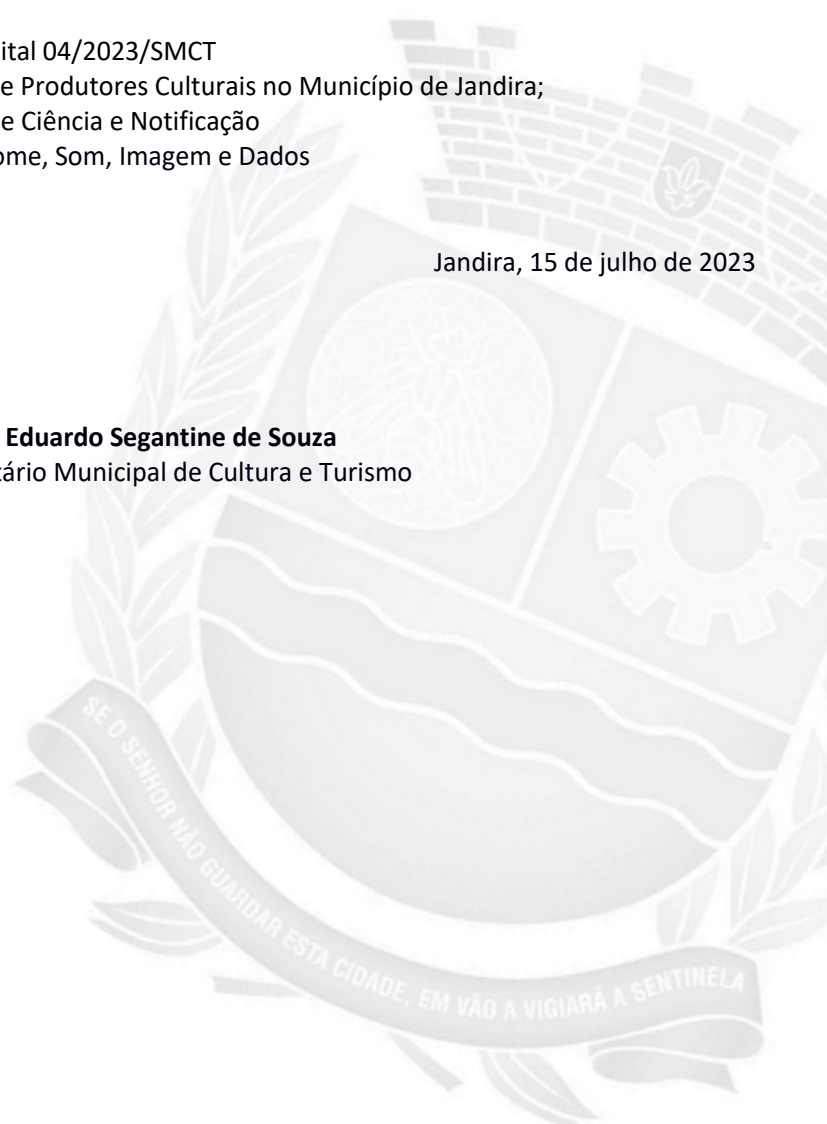 ital 04/2023/SMCT
e Produtores Culturais no Município de Jandira;
e Ciência e Notificação
ome, Som, Imagem e Dados
Jandira, 15 de julho de 2023
Eduardo Segantine de Souza
tário Municipal de Cultura e Turismo
SE O SENHOR NÃO GUARDAR ESTA CIDADE, EM VÃO A VIGIARÁ A SENTINELA